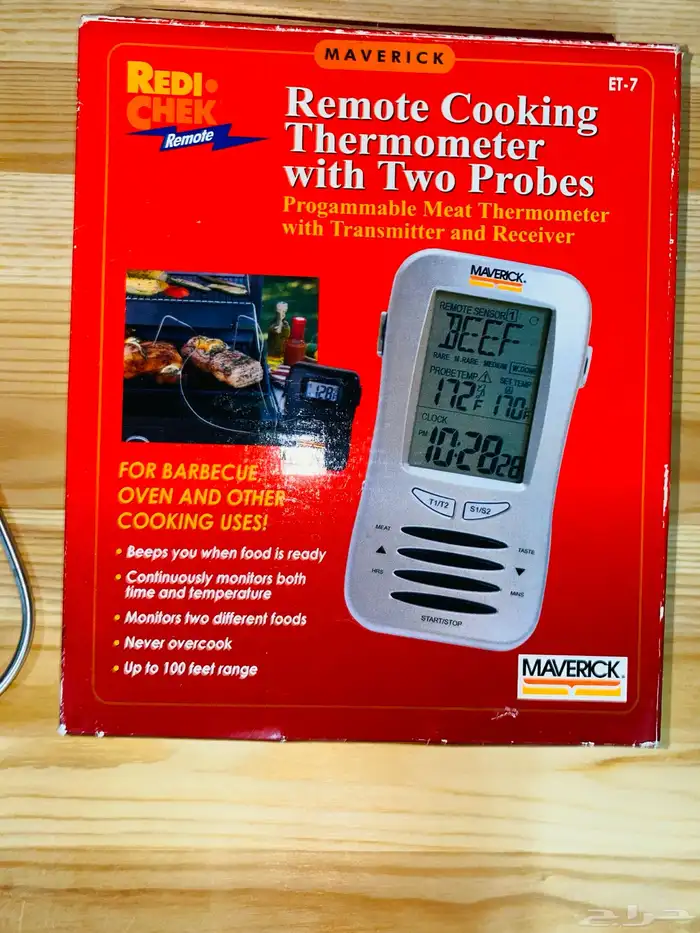 MAVERICK
REDI·
CHEK
Remote
ET-7
Remote Cooking
Thermometer
with Two Probes
Progammable Meat Thermometer
with Transmitter and Receiver
MAVERICK
REMOTE SENSOR 1
BEEF
RARE M.RARE MEDIUM W.DONE
PROBE TEMP SET TEMP
172°F 170°F
CLOCK
PM 10:28 28
T1/T2 S1/S2
MEAT
TASTE
HRS
MINS
START/STOP
128
FOR BARBECUE,
OVEN AND OTHER
COOKING USES!
• Beeps you when food is ready
• Continuously monitors both
time and temperature
• Monitors two different foods
• Never overcook
• Up to 100 feet range
MAVERICK
حراج